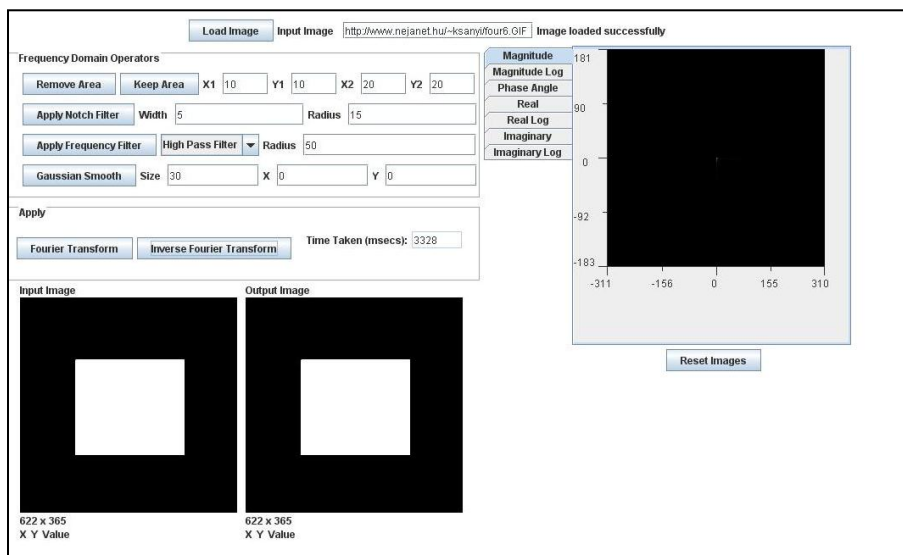 Load Image Input Image http://www.nejanet.hu/~ksanyi/four6.GIF Image loaded successfully
Frequency Domain Operators
Remove Area Keep Area X1 10 Y1 10 X2 20 Y2 20
Apply Notch Filter Width 5 Radius 15
Apply Frequency Filter High Pass Filter Radius 50
Gaussian Smooth Size 30 X 0 Y 0
Apply
Fourier Transform Inverse Fourier Transform Time Taken (msecs): 3328
Input Image Output Image
622 x 365 622 x 365
X Y Value X Y Value
Magnitude
Magnitude Log
Phase Angle
Real
Real Log
Imaginary
Imaginary Log
181
90
0
-92
-183
-311 -156 0 155 310
Reset Images